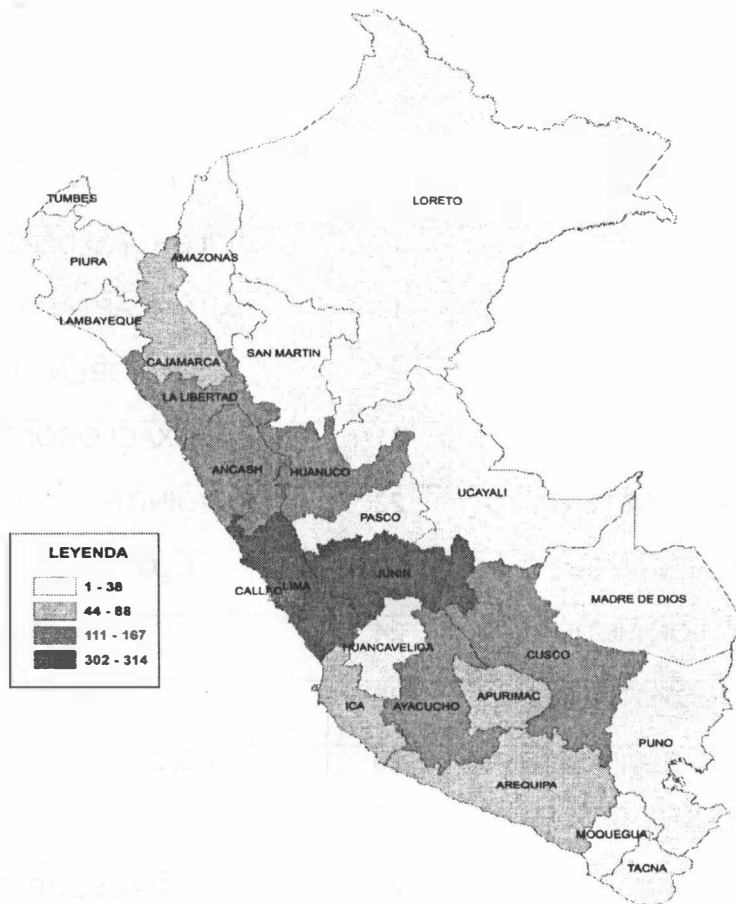 LORETO
TUMBES
AMAZONAS
PIURA
LAMBAYEQUE
SAN MARTIN
CAJAMARCA
LA LIBERTAD
ANCASH
HUANUCO
UCAYALI
PASCO
LEYENDA
1 - 38
44 - 88
111 - 167
302 - 314
CALLAO
LIMA
JUNIN
MADRE DE DIOS
HUANCAVELICA
CUSCO
ICA
AYACUCHO
APURIMAC
PUNO
AREQUIPA
MOQUEGUA
TACNA